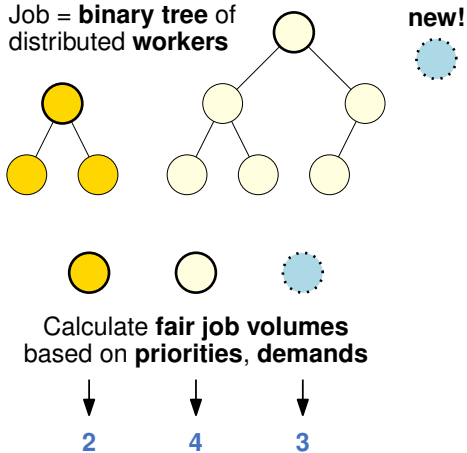 Job = binary tree of
distributed workers
new!
Calculate fair job volumes
based on priorities, demands
2 4 3